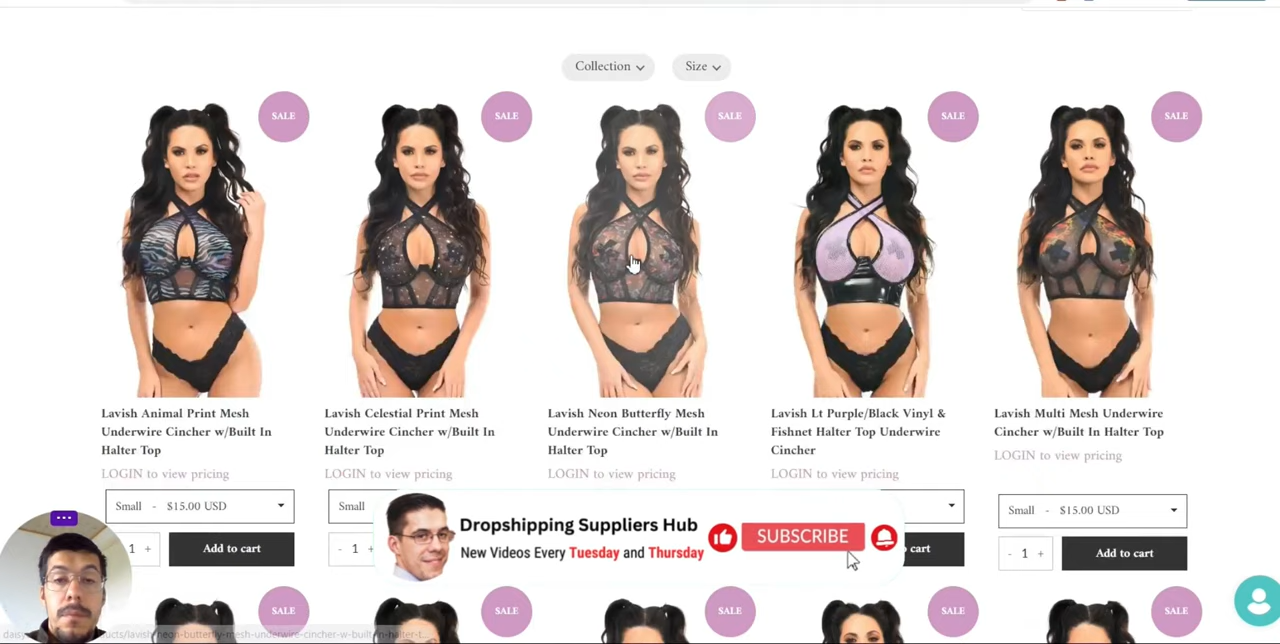 Collection
Size
SALE
SALE
SALE
SALE
SALE
Lavish Animal Print Mesh
Underwire Cincher w/Built In
Halter Top
LOGIN to view pricing
Small - $15.00 USD
1 +
Add to cart
Lavish Celestial Print Mesh
Underwire Cincher w/Built In
Halter Top
LOGIN to view pricing
Small
- 1 +
Lavish Neon Butterfly Mesh
Underwire Cincher w/Built In
Halter Top
LOGIN to view pricing
Lavish Lt Purple/Black Vinyl &
Fishnet Halter Top Underwire
Cincher
LOGIN to view pricing
cart
Lavish Multi Mesh Underwire
Cincher w/Built In Halter Top
LOGIN to view pricing
Small - $15.00 USD
- 1 +
Add to cart
Dropshipping Suppliers Hub
New Videos Every Tuesday and Thursday
SUBSCRIBE
SALE
SALE
SALE
SALE
SALE